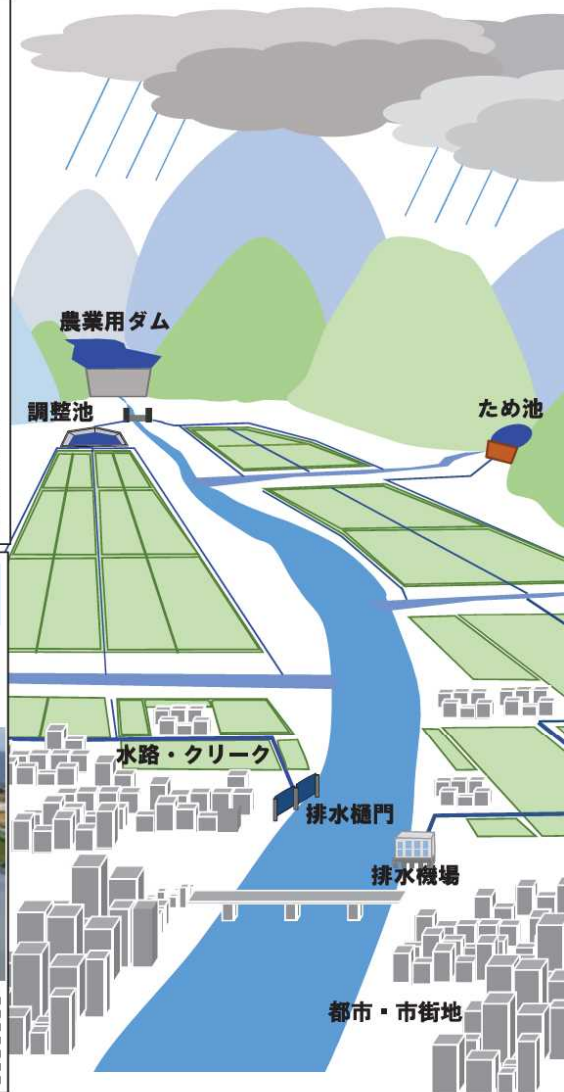 農業用ダム
調整池
ため池
水路・クリーク
排水樋門
排水機場
都市・市街地